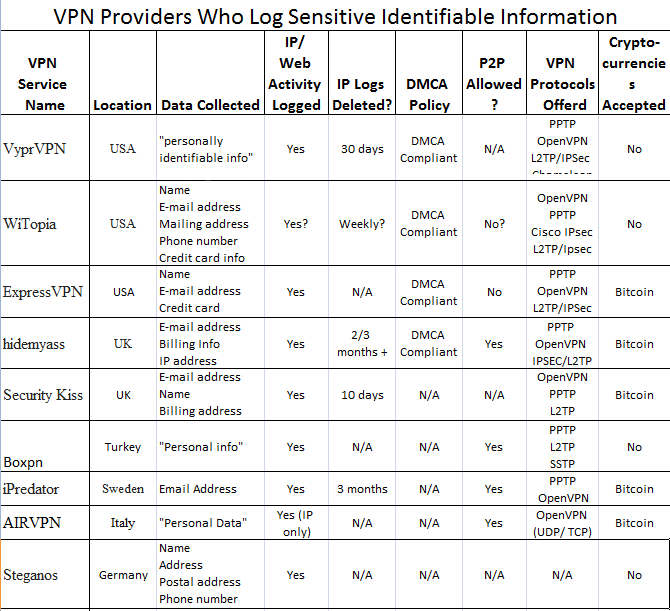 VPN Providers Who Log Sensitive Identifiable Information
VPN Service Name | Location | Data Collected | IP/ Web Activity Logged | IP Logs Deleted? | DMCA Policy | P2P Allowed ? | VPN Protocols Offerd | Crypto- currencie s Accepted
VyprVPN | USA | "personally identifiable info" | Yes | 30 days | DMCA Compliant | N/A | PPTP OpenVPN L2TP/IPSec | No
WiTopia | USA | Name E-mail address Mailing address Phone number Credit card info | Yes? | Weekly? | DMCA Compliant | No? | OpenVPN PPTP Cisco IPsec L2TP/Ipsec | No
ExpressVPN | USA | Name E-mail address Credit card | Yes | N/A | DMCA Compliant | No | PPTP OpenVPN L2TP/IPSec | Bitcoin
hidemyass | UK | E-mail address Billing Info IP address | Yes | 2/3 months + | DMCA Compliant | Yes | PPTP OpenVPN IPSEC/L2TP | Bitcoin
Security Kiss | UK | E-mail address Name Billing address | Yes | 10 days | N/A | N/A | OpenVPN PPTP L2TP | Bitcoin
Boxpn | Turkey | "Personal info" | Yes | N/A | N/A | Yes | PPTP L2TP SSTP | No
iPredator | Sweden | Email Address | Yes | 3 months | N/A | Yes | PPTP OpenVPN | Bitcoin
AIRVPN | Italy | "Personal Data" | Yes (IP only) | N/A | N/A | Yes | OpenVPN (UDP/ TCP) | Bitcoin
Steganos | Germany | Name Address Postal address Phone number | Yes | N/A | N/A | N/A | N/A | No